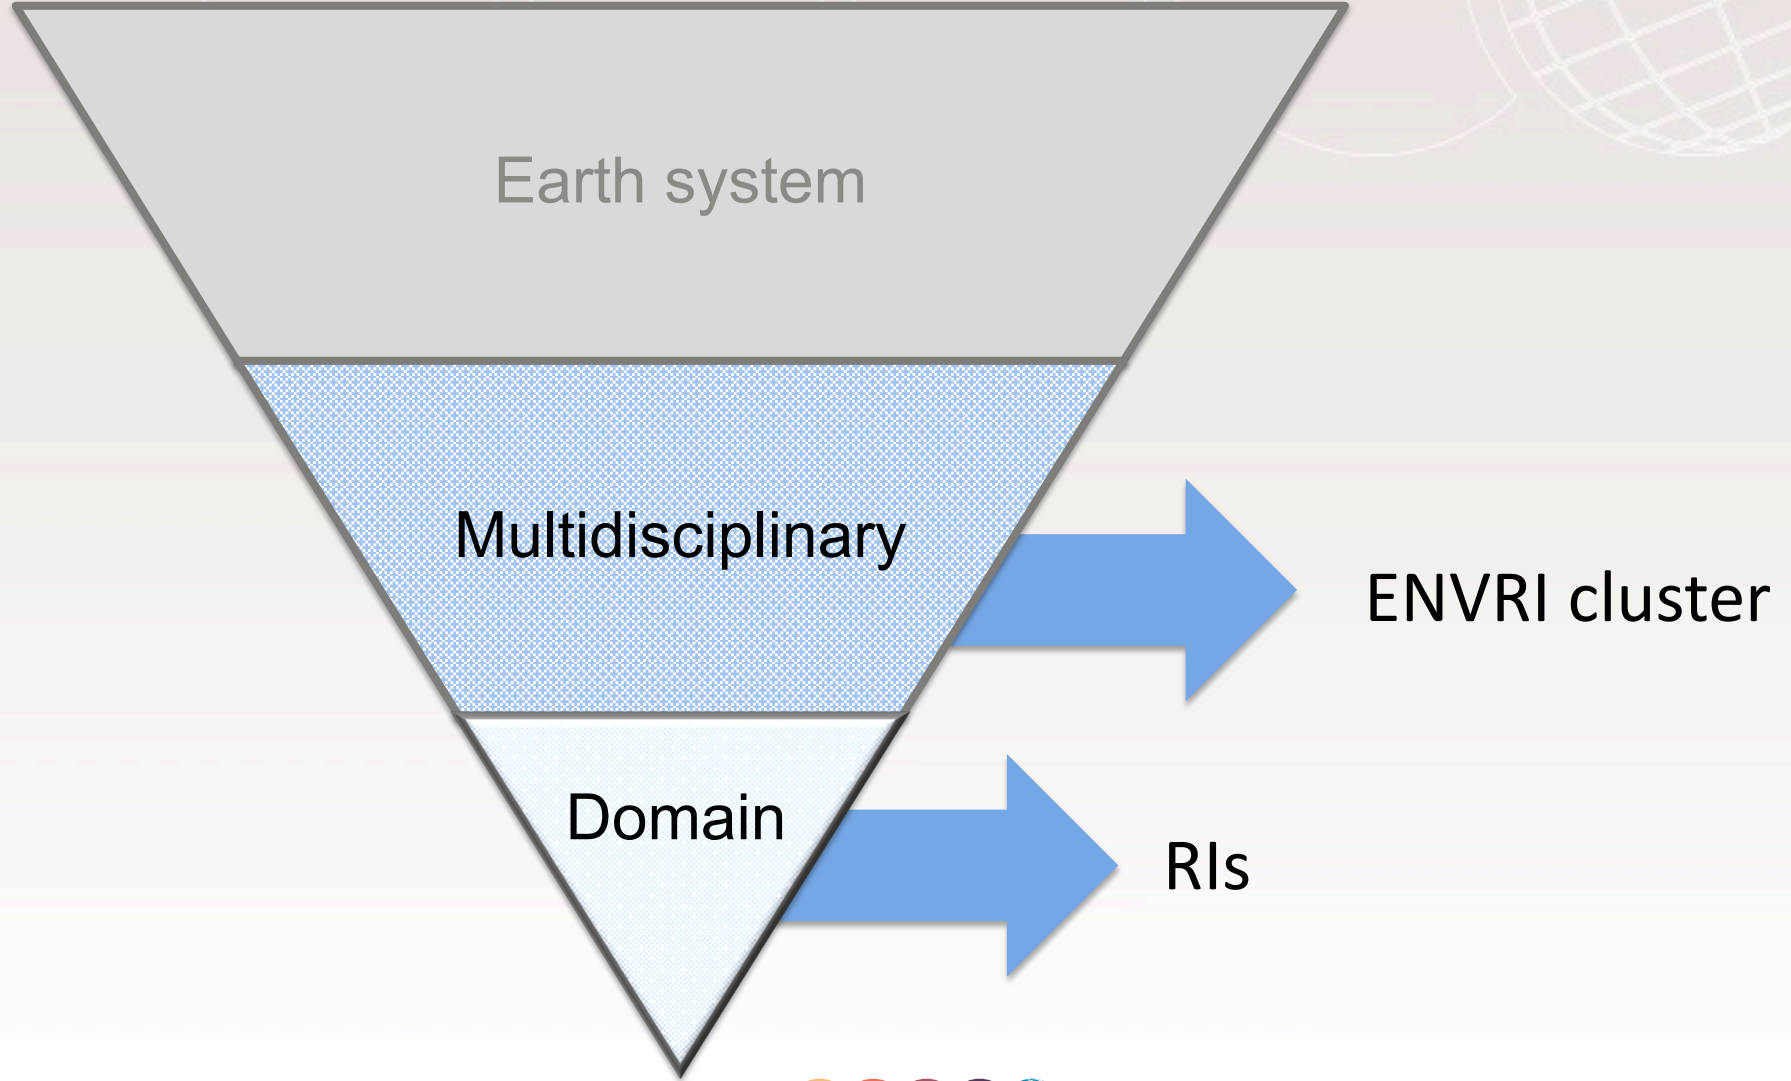 Earth system
Multidisciplinary
ENVRI cluster
Domain
RIs